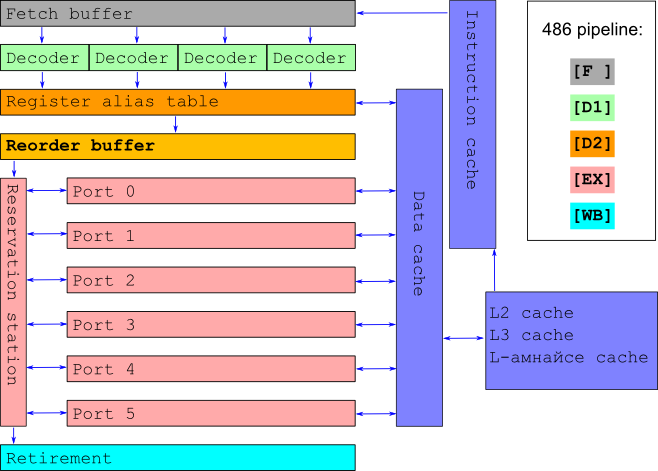 Fetch buffer
Decoder
Decoder
Decoder
Decoder
Register alias table
Reorder buffer
Reservation station
Port 0
Port 1
Port 2
Port 3
Port 4
Port 5
Retirement
Data cache
Instruction cache
L2 cache
L3 cache
L-амнайсе cache
486 pipeline:
[F ]
[D1]
[D2]
[EX]
[WB]